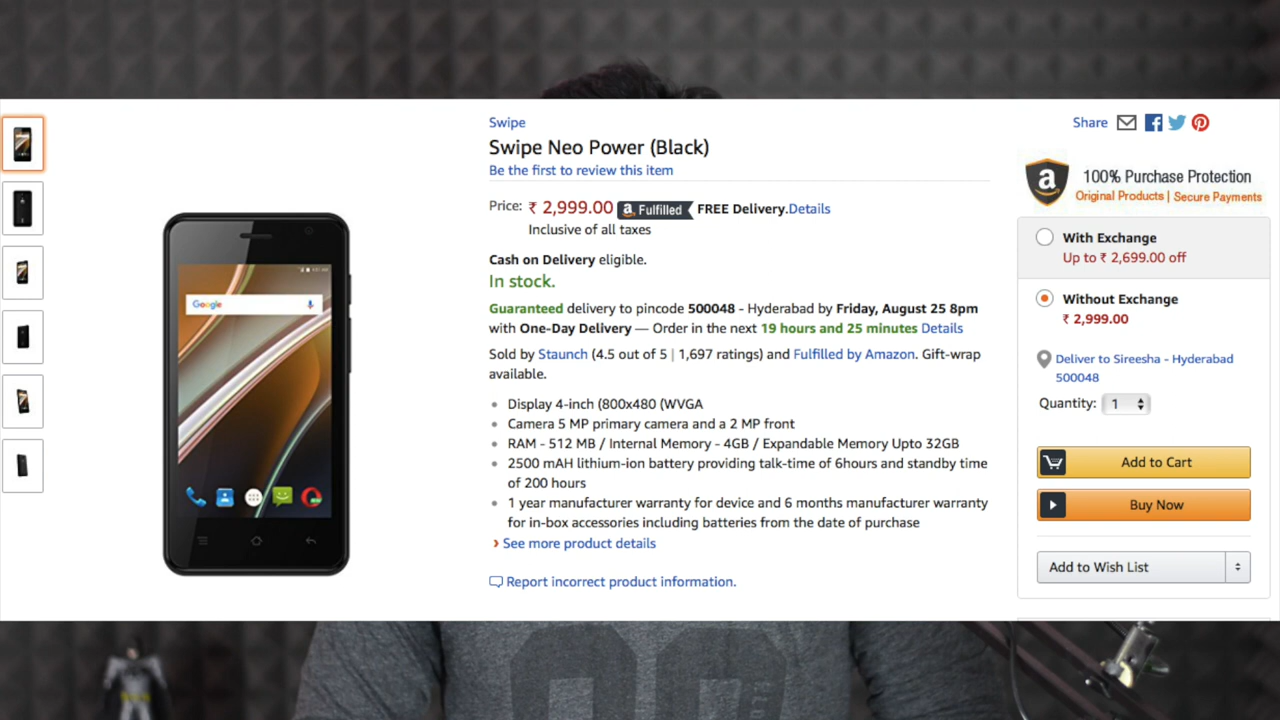 Swipe
Swipe Neo Power (Black)
Be the first to review this item
Price: ₹ 2,999.00 a Fulfilled FREE Delivery.Details
Inclusive of all taxes
Cash on Delivery eligible.
In stock.
Guaranteed delivery to pincode 500048 - Hyderabad by Friday, August 25 8pm
with One-Day Delivery — Order in the next 19 hours and 25 minutes Details
Sold by Staunch (4.5 out of 5 | 1,697 ratings) and Fulfilled by Amazon. Gift-wrap
available.
Display 4-inch (800x480 (WVGA
Camera 5 MP primary camera and a 2 MP front
RAM - 512 MB / Internal Memory - 4GB / Expandable Memory Upto 32GB
2500 mAH lithium-ion battery providing talk-time of 6hours and standby time
of 200 hours
1 year manufacturer warranty for device and 6 months manufacturer warranty
for in-box accessories including batteries from the date of purchase
See more product details
Report incorrect product information.
Google
Share
a
100% Purchase Protection
Original Products | Secure Payments
With Exchange
Up to ₹ 2,699.00 off
Without Exchange
₹ 2,999.00
Deliver to Sireesha - Hyderabad
500048
Quantity: 1
Add to Cart
Buy Now
Add to Wish List